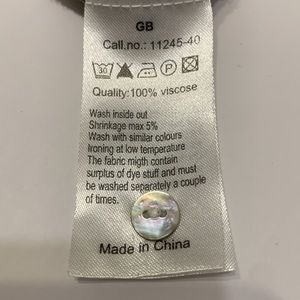 GB
Call.no.: 11245-40
30 P
Quality:100% viscose
Wash inside out
Shrinkage max 5%
Wash with similar colours
Ironing at low temperature
The fabric migth contain
surplus of dye stuff and must
be washed separately a couple
of times.
Made in China